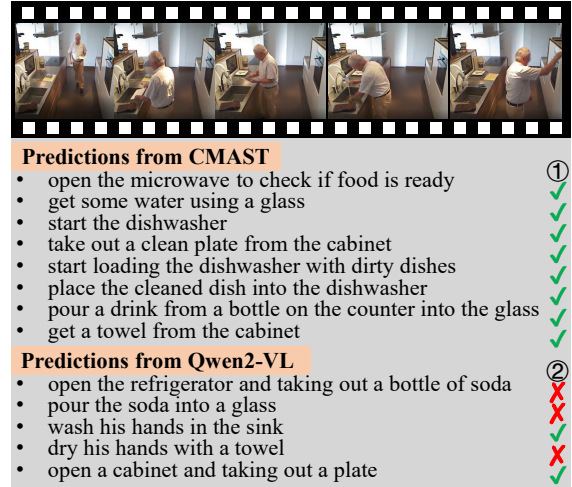 Predictions from CMAST
①
• open the microwave to check if food is ready ✓
• get some water using a glass ✓
• start the dishwasher ✓
• take out a clean plate from the cabinet ✓
• start loading the dishwasher with dirty dishes ✓
• place the cleaned dish into the dishwasher ✓
• pour a drink from a bottle on the counter into the glass ✓
• get a towel from the cabinet ✓
Predictions from Qwen2-VL
②
• open the refrigerator and taking out a bottle of soda ✗
• pour the soda into a glass ✗
• wash his hands in the sink ✓
• dry his hands with a towel ✗
• open a cabinet and taking out a plate ✓